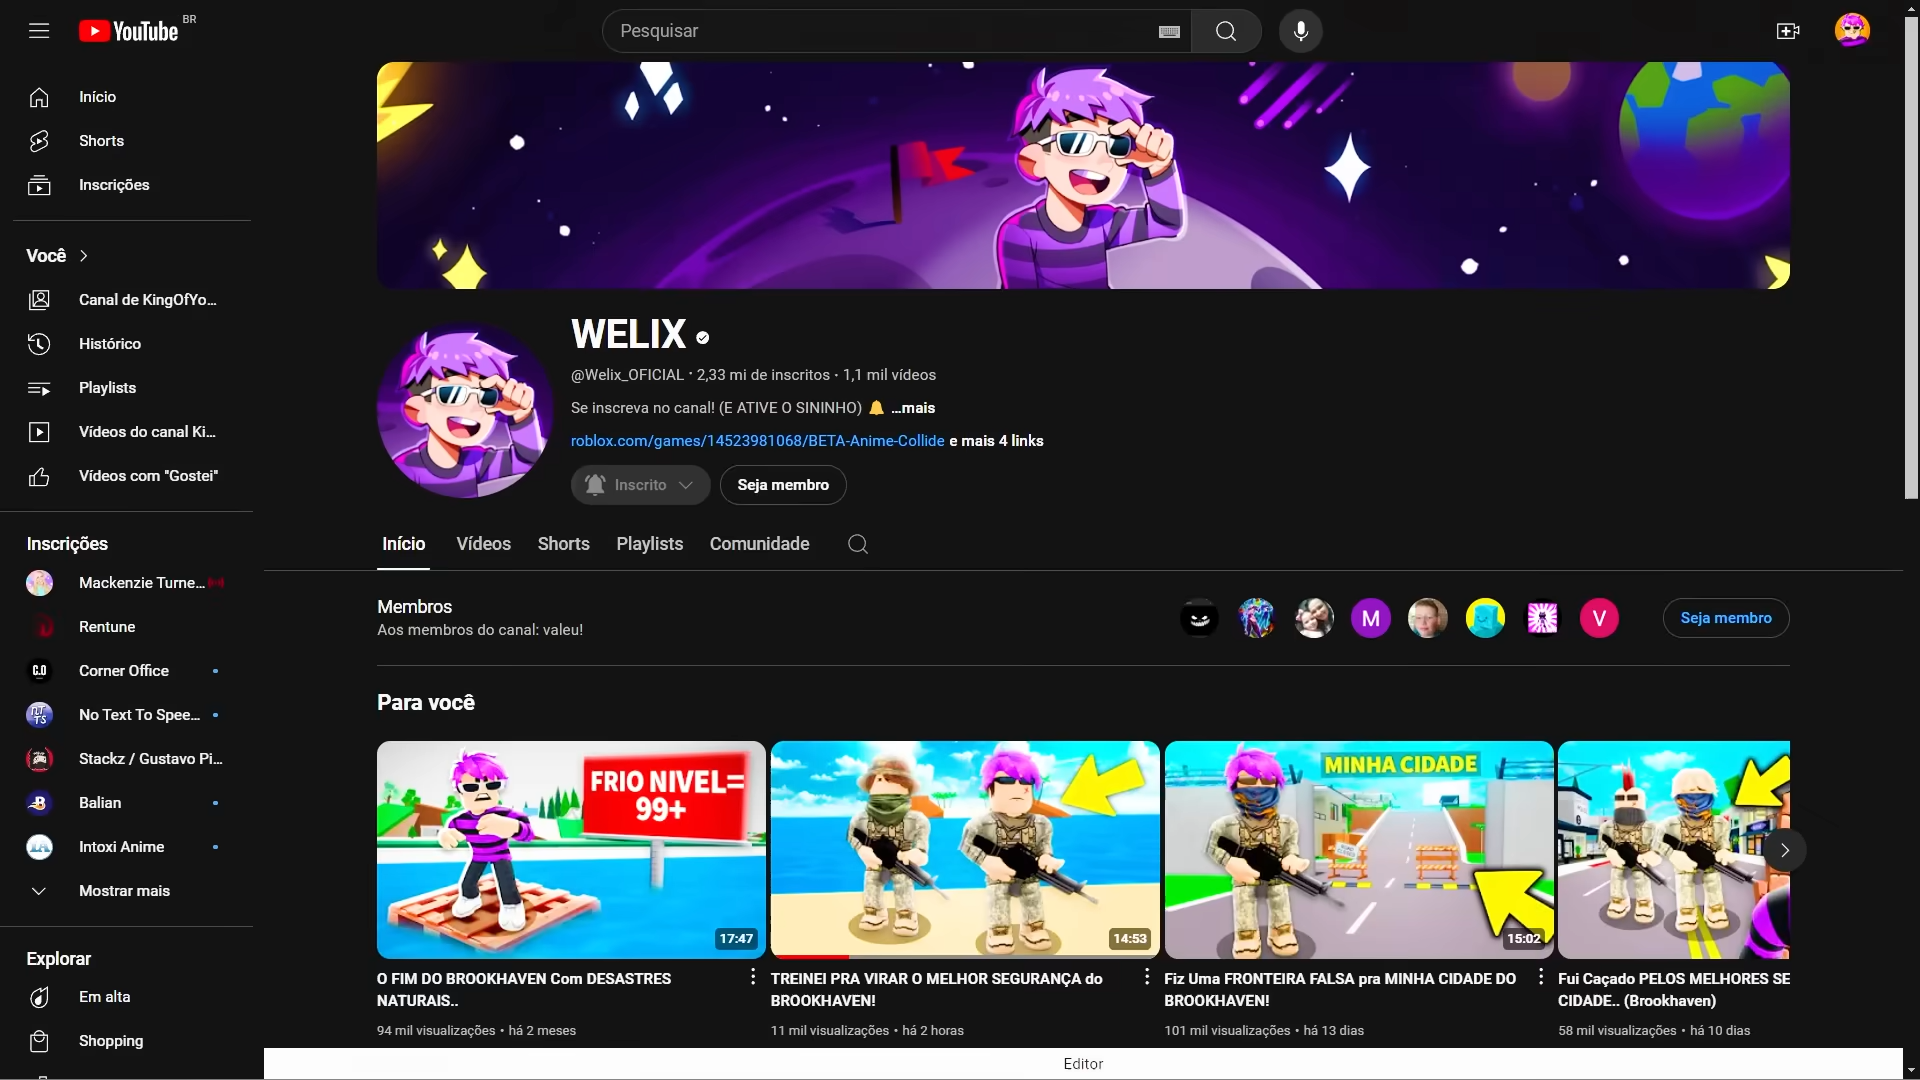 YouTube BR
Pesquisar
Início
Shorts
Inscrições
Você
Canal de KingOfYo...
Histórico
Playlists
Vídeos do canal Ki...
Vídeos com "Gostei"
Inscrições
Mackenzie Turne...
Rentune
Corner Office
No Text To Spee...
Stackz / Gustavo Pi...
Balian
Intoxi Anime
Mostrar mais
Explorar
Em alta
Shopping
WELIX
@Welix_OFICIAL • 2,33 mi de inscritos • 1,1 mil vídeos
Se inscreva no canal! (E ATIVE O SININHO) 🔔 ...mais
roblox.com/games/14523981068/BETA-Anime-Collide e mais 4 links
Inscrito
Seja membro
Início Vídeos Shorts Playlists Comunidade
Membros
Aos membros do canal: valeu!
M
V
Seja membro
Para você
FRIO NIVEL=
99+
17:47
O FIM DO BROOKHAVEN Com DESASTRES
NATURAIS..
94 mil visualizações • há 2 meses
14:53
TREINEI PRA VIRAR O MELHOR SEGURANÇA do
BROOKHAVEN!
11 mil visualizações • há 2 horas
MINHA CIDADE
15:02
Fiz Uma FRONTEIRA FALSA pra MINHA CIDADE DO
BROOKHAVEN!
101 mil visualizações • há 13 dias
Fui Caçado PELOS MELHORES SE
CIDADE.. (Brookhaven)
58 mil visualizações • há 10 dias
Editor